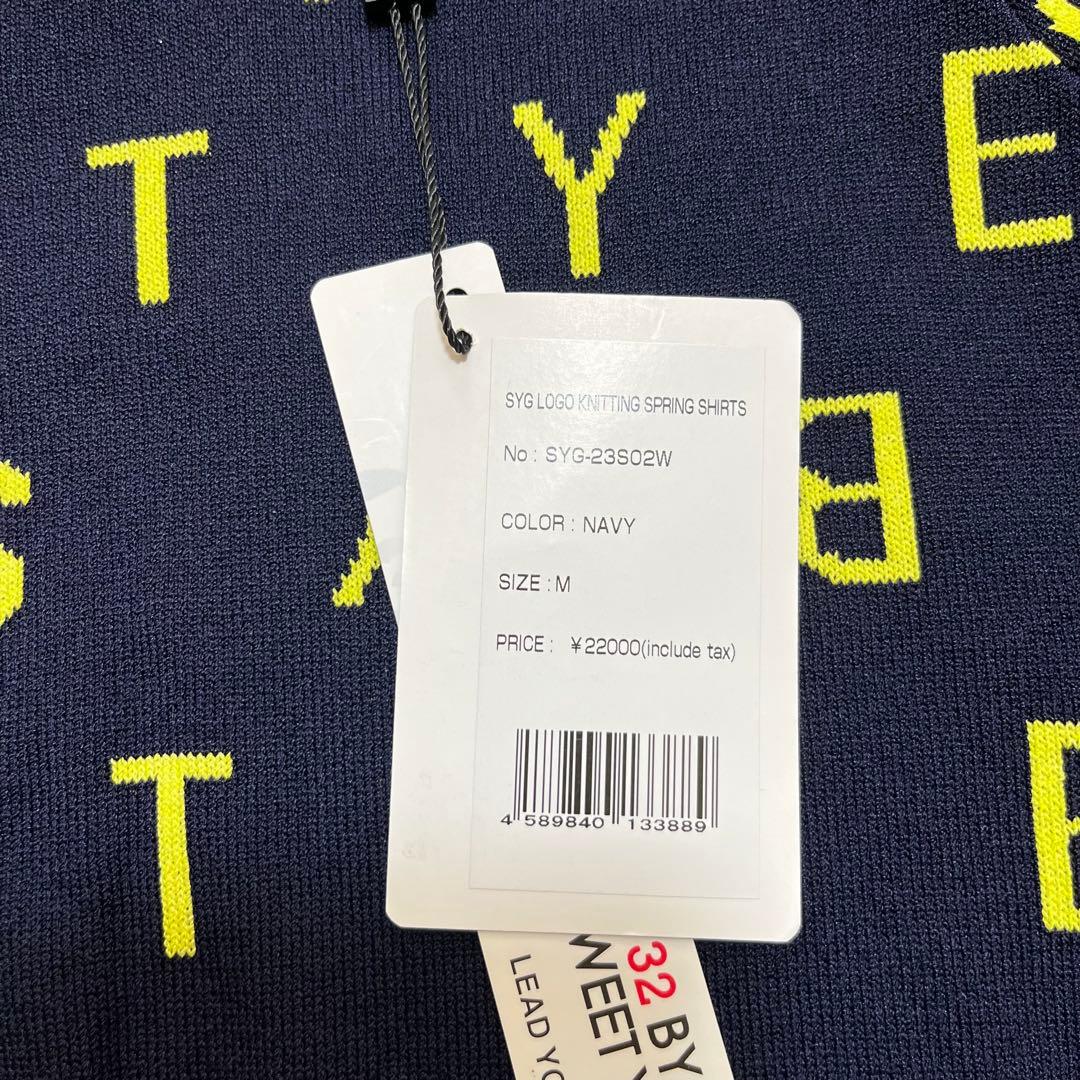 T Y E
SYG LOGO KNITTING SPRING SHIRTS
No : SYG-23S02W
COLOR : NAVY
SIZE : M
PRICE : ¥22000(include tax)
4 589840 133889
S
B
T
32 BY
WEET
LEAD